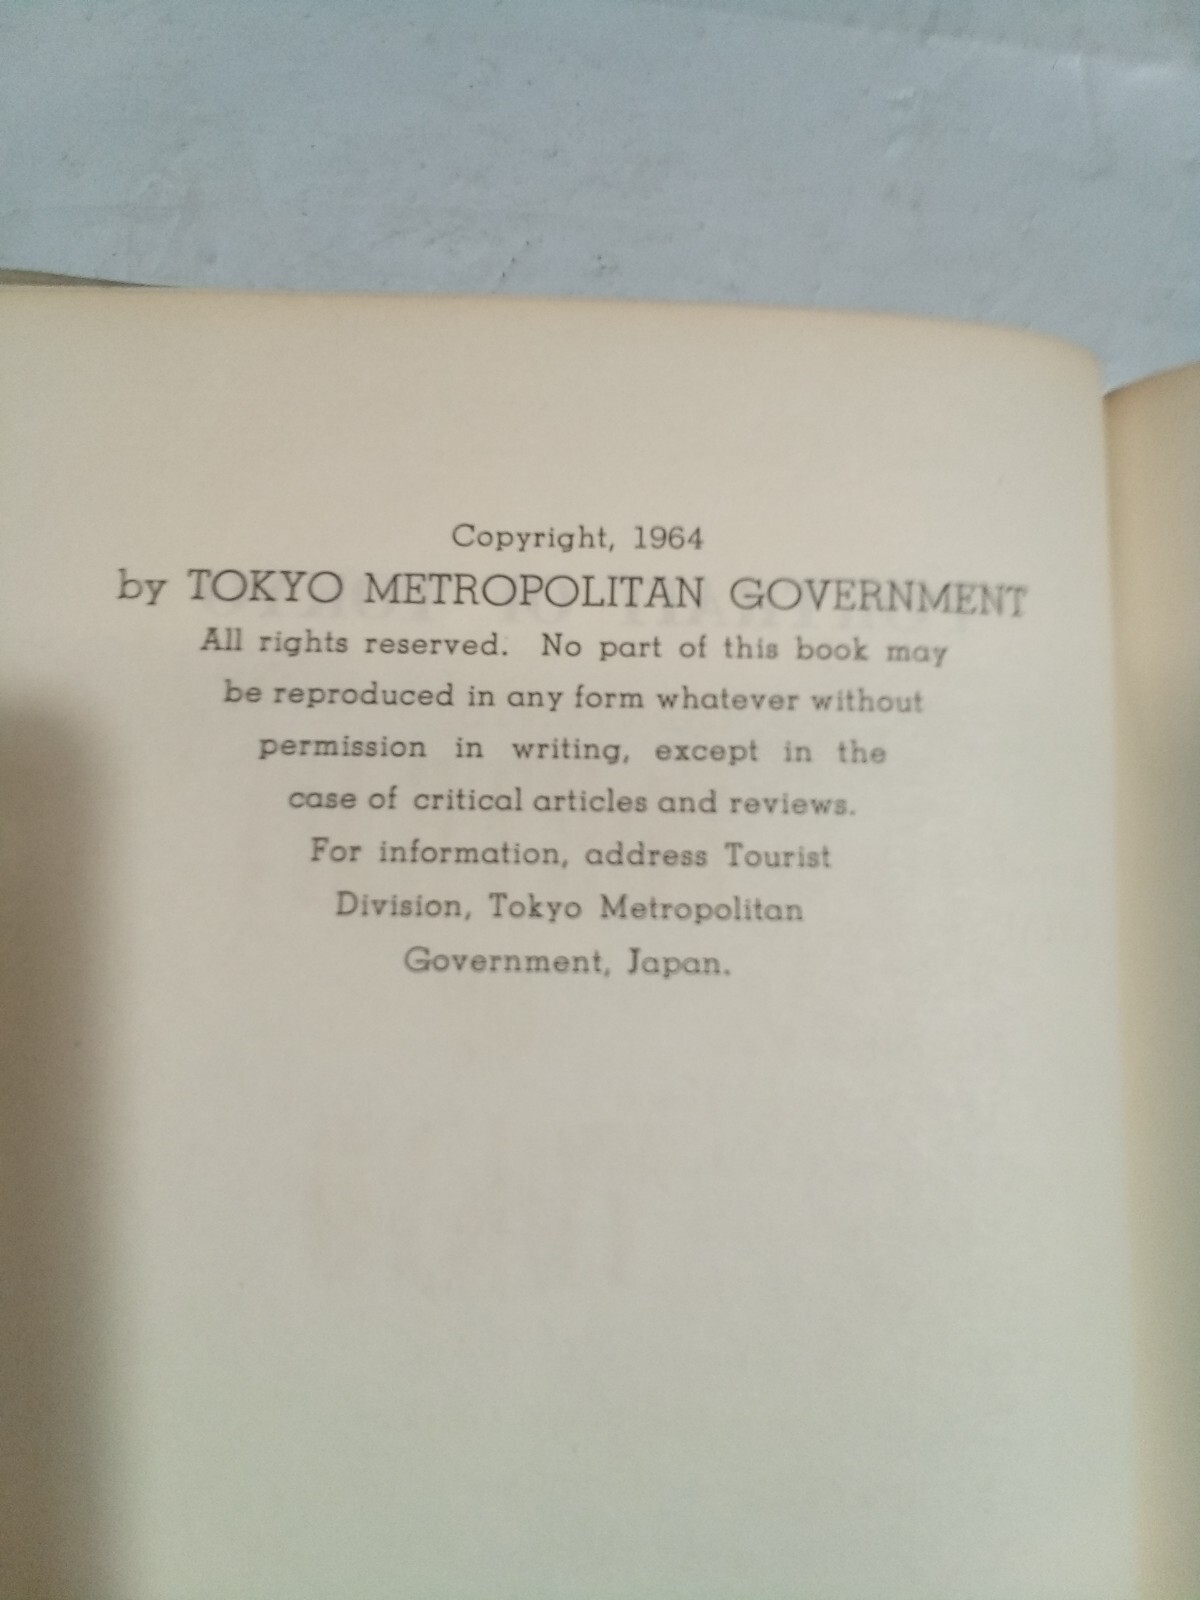 Copyright, 1964
by TOKYO METROPOLITAN GOVERNMENT
All rights reserved. No part of this book may
be reproduced in any form whatever without
permission in writing, except in the
case of critical articles and reviews.
For information, address Tourist
Division, Tokyo Metropolitan
Government, Japan.